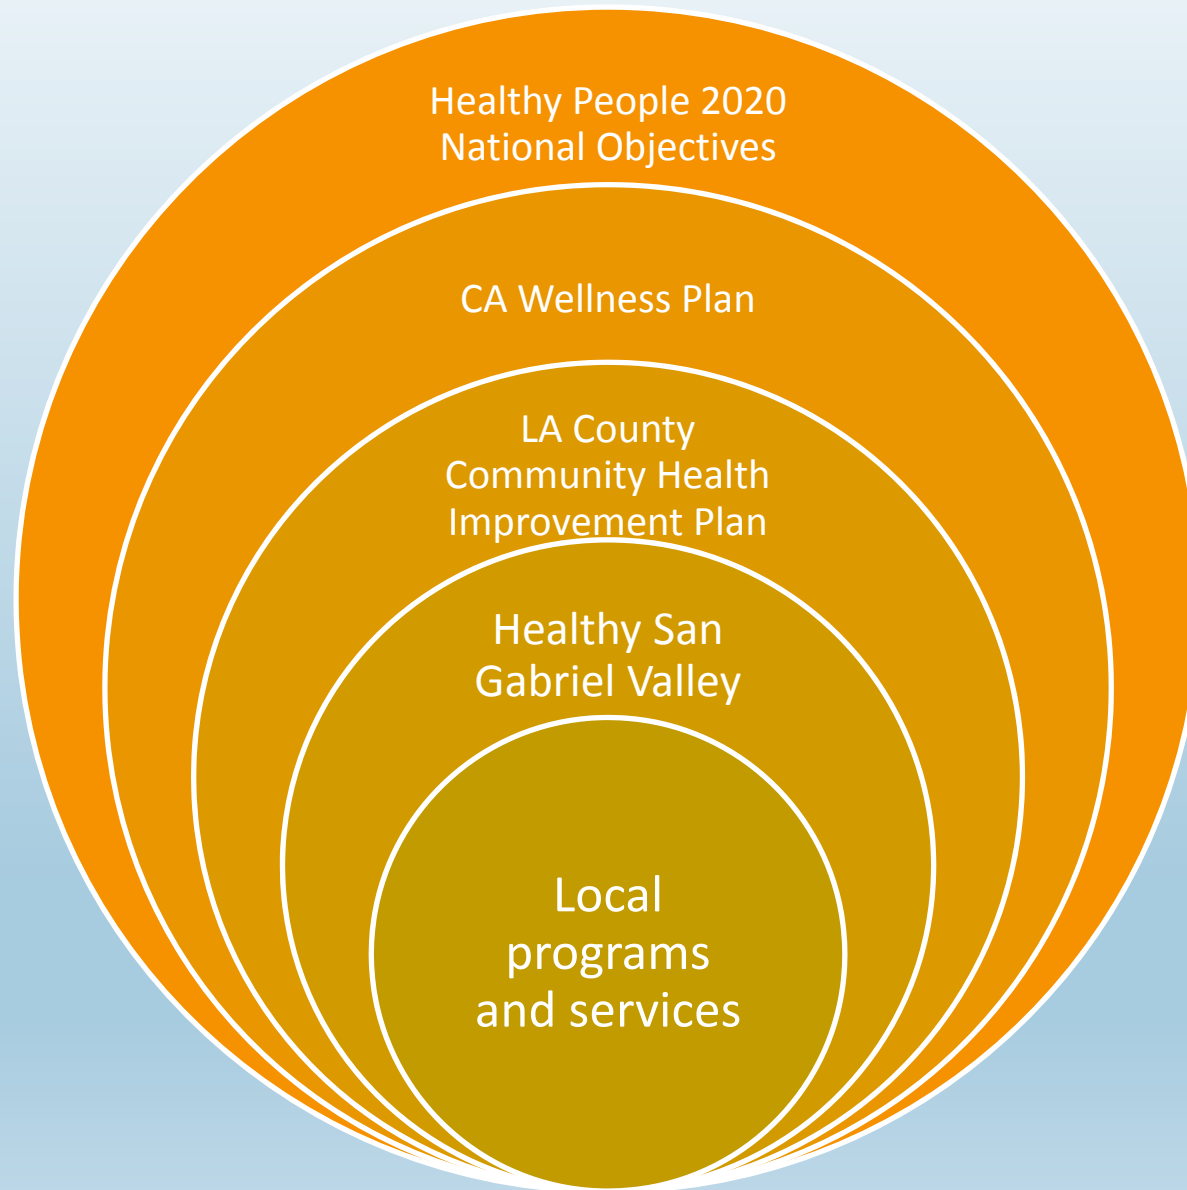 Healthy People 2020
National Objectives
CA Wellness Plan
LA County
Community Health
Improvement Plan
Healthy San
Gabriel Valley
Local
programs
and services